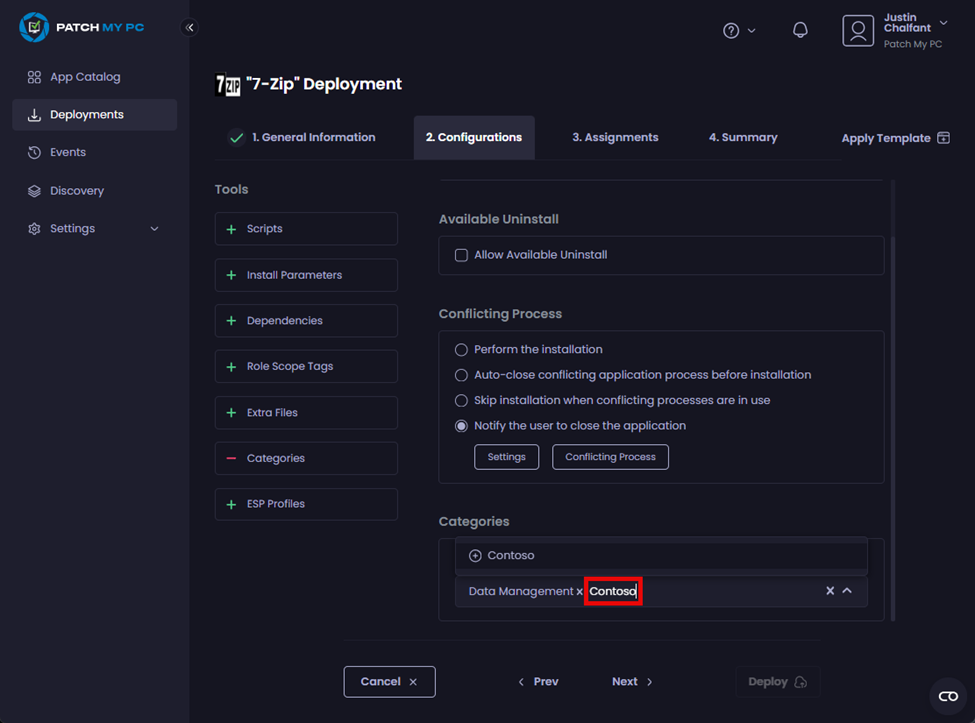 PATCH MY PC
Justin
Chalfant
Patch My PC
App Catalog
Deployments
Events
Discovery
Settings
7ZIP "7-Zip" Deployment
1. General Information
2. Configurations
3. Assignments
4. Summary
Apply Template
Tools
Scripts
Install Parameters
Dependencies
Role Scope Tags
Extra Files
Categories
ESP Profiles
Available Uninstall
Allow Available Uninstall
Conflicting Process
Perform the installation
Auto-close conflicting application process before installation
Skip installation when conflicting processes are in use
Notify the user to close the application
Settings
Conflicting Process
Categories
Contoso
Data Management x Contoso
Cancel
Prev
Next
Deploy